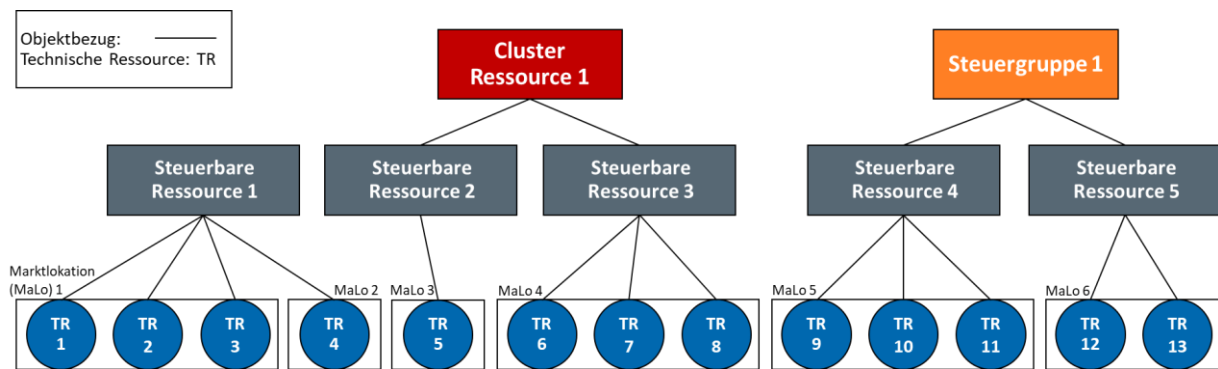 Objektbezug:
Technische Ressource: TR
Cluster
Ressource 1
Steuergruppe 1
Steuerbare
Ressource 1
Steuerbare
Ressource 2
Steuerbare
Ressource 3
Steuerbare
Ressource 4
Steuerbare
Ressource 5
Marktlokation
(MaLo) 1
MaLo 2
MaLo 3
MaLo 4
MaLo 5
MaLo 6
TR
1
TR
2
TR
3
TR
4
TR
5
TR
6
TR
7
TR
8
TR
9
TR
10
TR
11
TR
12
TR
13